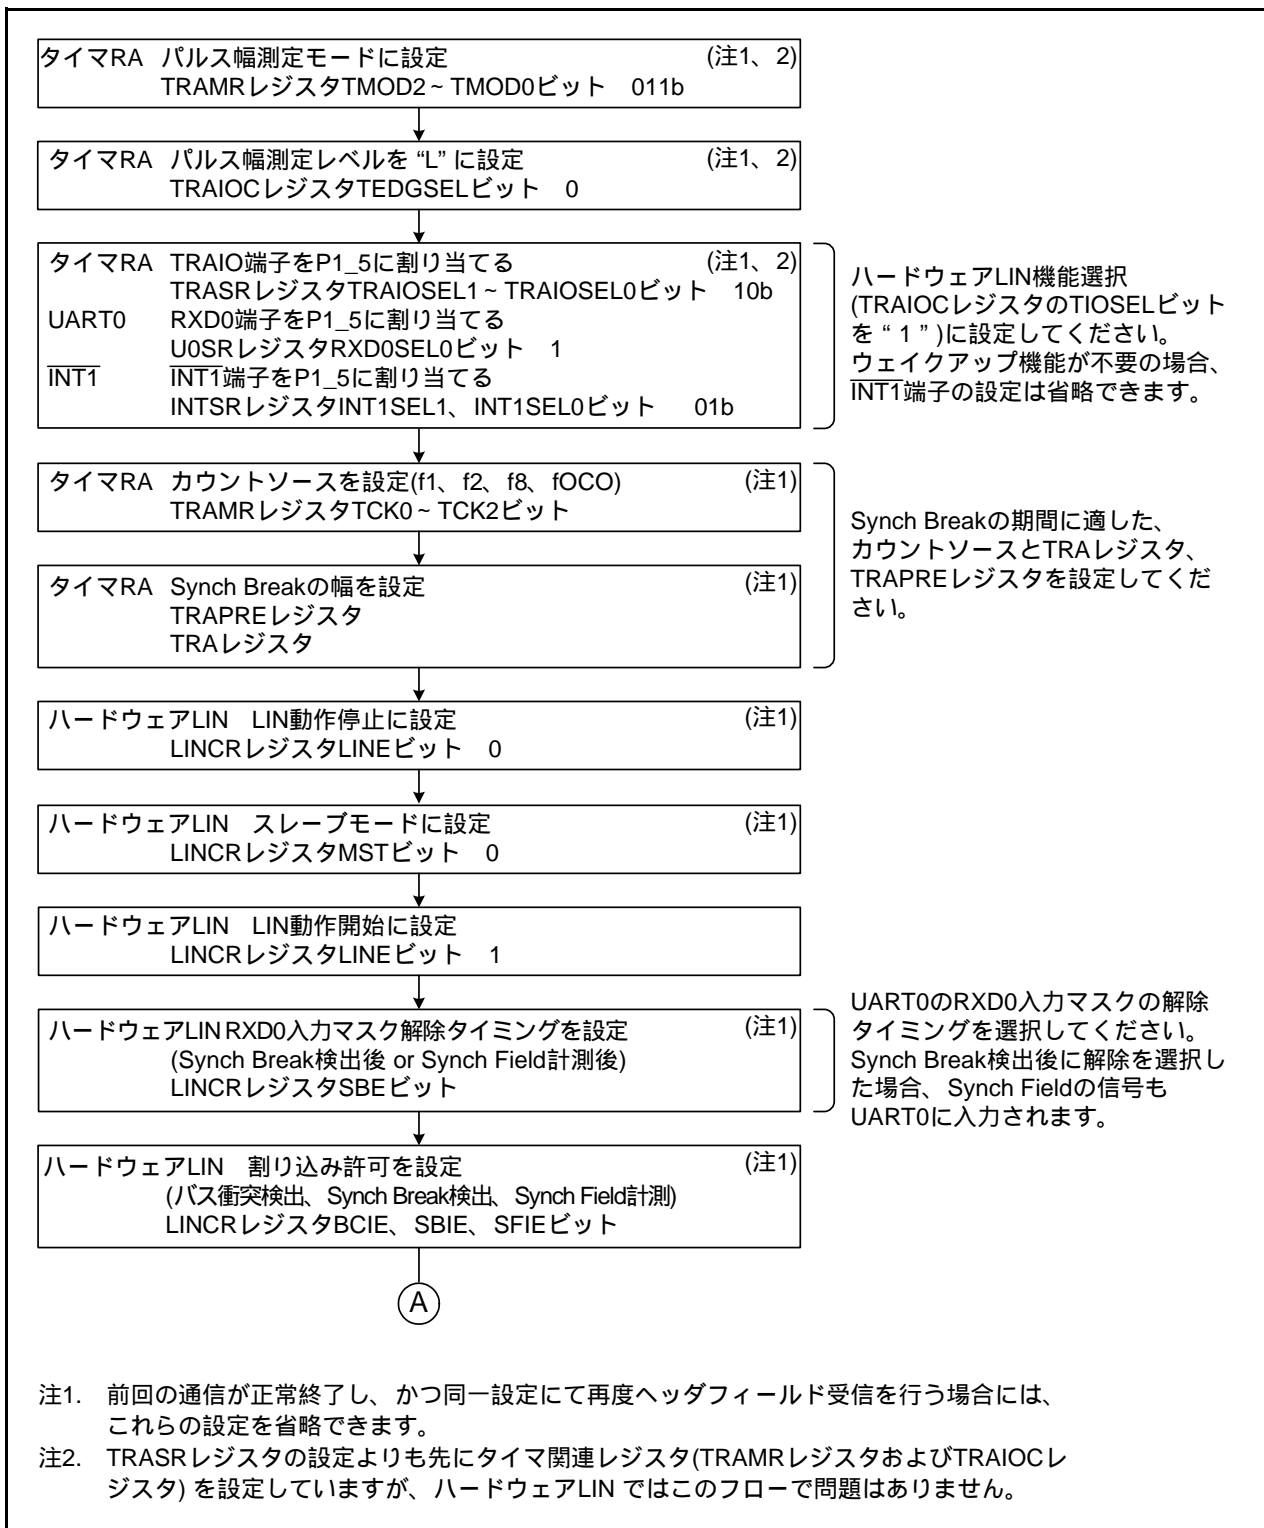 タイマRA パルス幅測定モードに設定 (注1、2)
TRAMRレジスタTMOD2～TMOD0ビット 011b
タイマRA パルス幅測定レベルを “L” に設定 (注1、2)
TRAIOCレジスタTEDGSELビット 0
タイマRA TRAIO端子をP1_5に割り当てる (注1、2)
TRASRレジスタTRAIOSEL1～TRAIOSEL0ビット 10b
UART0 RXD0端子をP1_5に割り当てる
U0SRレジスタRXD0SEL0ビット 1
INT1 INT1端子をP1_5に割り当てる
INTSRレジスタINT1SEL1、INT1SEL0ビット 01b
ハードウェアLIN機能選択
(TRAIOCレジスタのTIOSELビット
を “ 1 ” )に設定してください。
ウェイクアップ機能が不要の場合、
INT1端子の設定は省略できます。
タイマRA カウントソースを設定(f1、f2、f8、fOCO) (注1)
TRAMRレジスタTCK0～TCK2ビット
タイマRA Synch Breakの幅を設定 (注1)
TRAPREレジスタ
TRAレジスタ
Synch Breakの期間に適した、
カウントソースとTRAレジスタ、
TRAPREレジスタを設定してくだ
さい。
ハードウェアLIN LIN動作停止に設定 (注1)
LINCRレジスタLINEビット 0
ハードウェアLIN スレーブモードに設定 (注1)
LINCRレジスタMSTビット 0
ハードウェアLIN LIN動作開始に設定
LINCRレジスタLINEビット 1
ハードウェアLIN RXD0入力マスク解除タイミングを設定 (注1)
(Synch Break検出後 or Synch Field計測後)
LINCRレジスタSBEビット
UART0のRXD0入力マスクの解除
タイミングを選択してください。
Synch Break検出後に解除を選択し
た場合、Synch Fieldの信号も
UART0に入力されます。
ハードウェアLIN 割り込み許可を設定 (注1)
(バス衝突検出、Synch Break検出、Synch Field計測)
LINCRレジスタBCIE、SBIE、SFIEビット
A
注1. 前回の通信が正常終了し、かつ同一設定にて再度ヘッダフィールド受信を行う場合には、
これらの設定を省略できます。
注2. TRASRレジスタの設定よりも先にタイマ関連レジスタ(TRAMRレジスタおよびTRAIOCレ
ジスタ) を設定していますが、ハードウェアLIN ではこのフローで問題はありません。